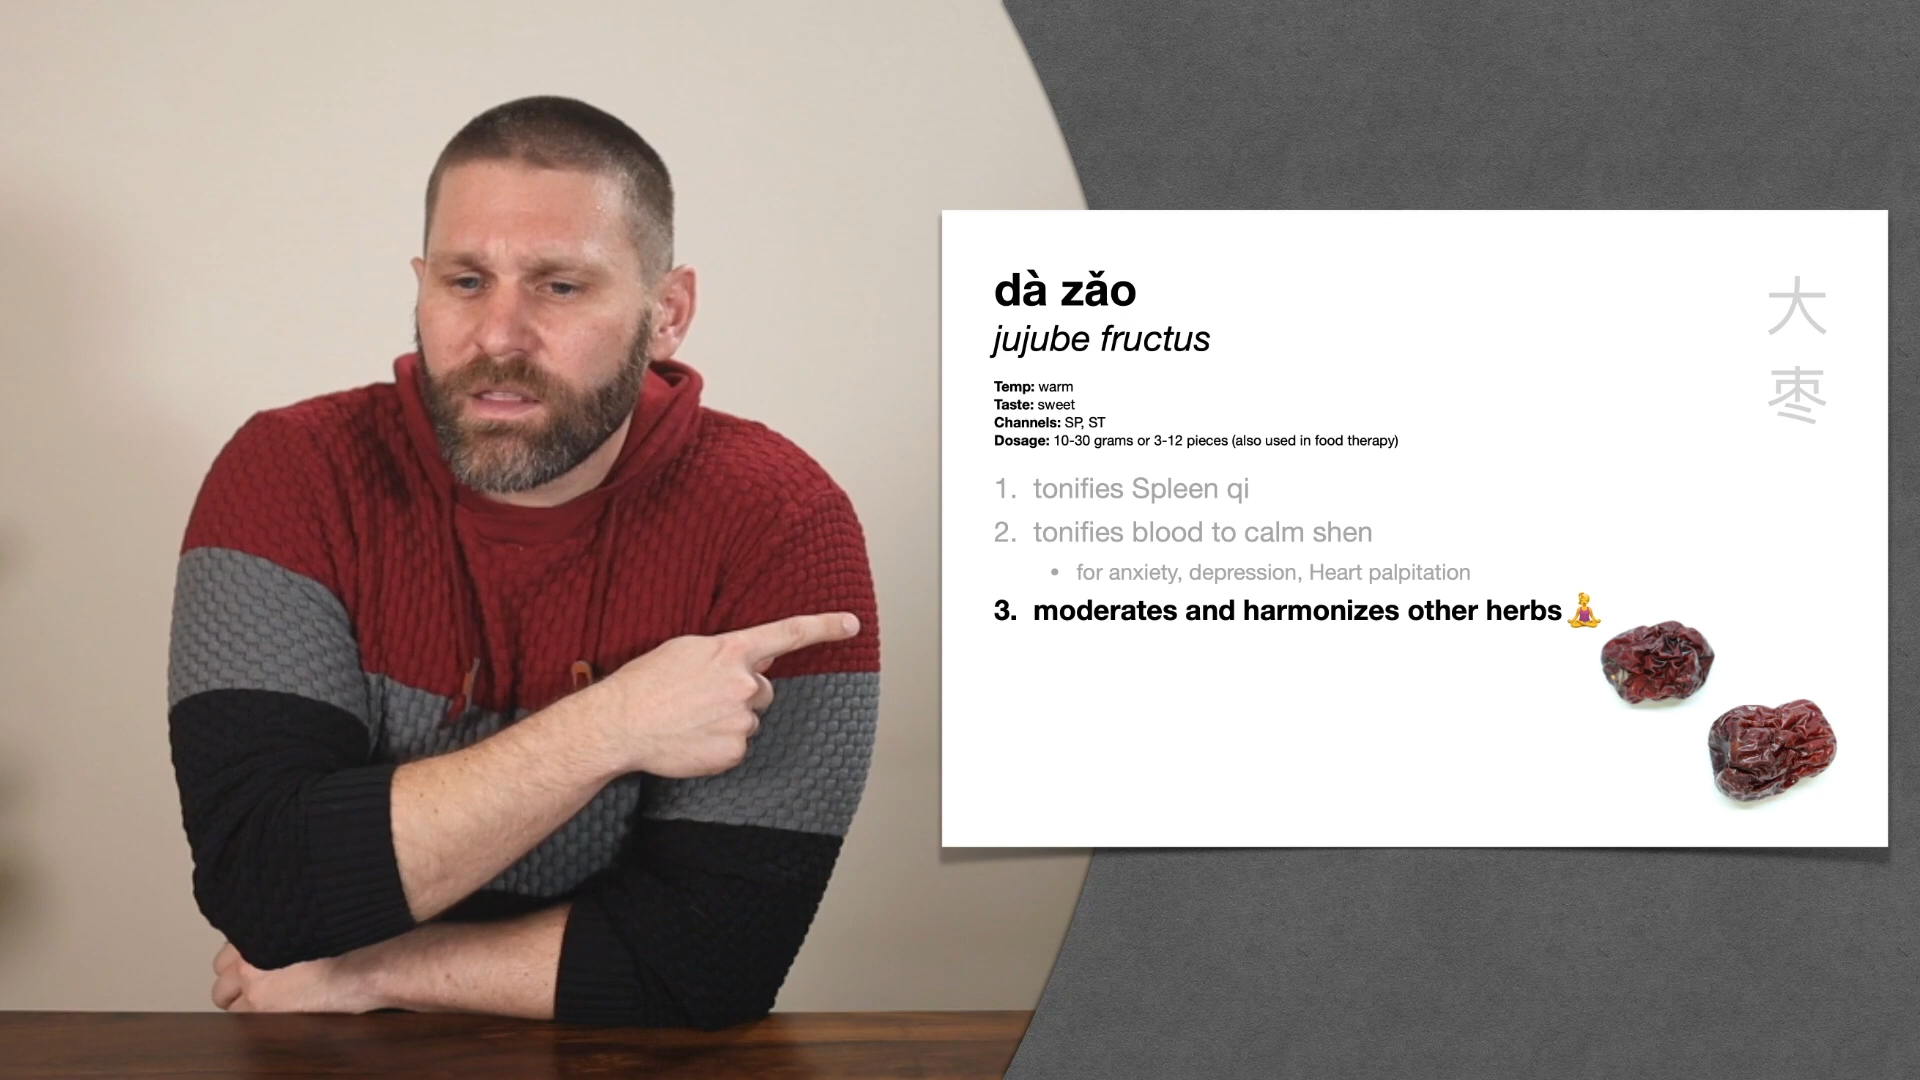 dà zǎo
jujube fructus
大
枣
Temp: warm
Taste: sweet
Channels: SP, ST
Dosage: 10-30 grams or 3-12 pieces (also used in food therapy)
1. tonifies Spleen qi
2. tonifies blood to calm shen
• for anxiety, depression, Heart palpitation
3. moderates and harmonizes other herbs🧘‍♀️